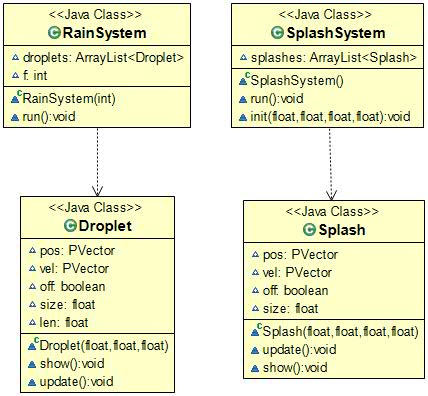 <<Java Class>>
RainSystem
droplets: ArrayList<Droplet>
f: int
RainSystem(int)
run():void
<<Java Class>>
SplashSystem
splashes: ArrayList<Splash>
SplashSystem()
run():void
init(float,float,float,float):void
<<Java Class>>
Droplet
pos: PVector
vel: PVector
off: boolean
size: float
len: float
Droplet(float,float,float)
show():void
update():void
<<Java Class>>
Splash
pos: PVector
vel: PVector
off: boolean
size: float
Splash(float,float,float,float)
update():void
show():void